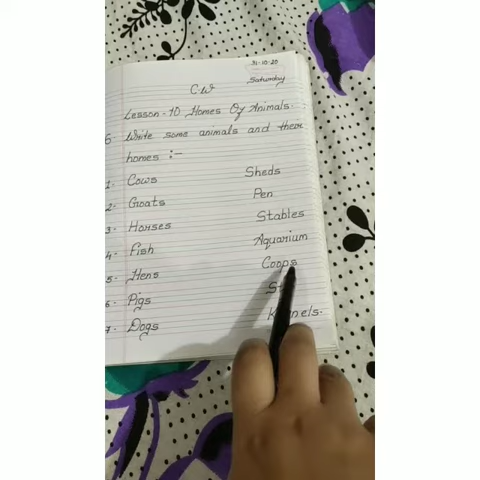 31-10-20
Saturday
C.W
Lesson - 10 Homes Of Animals.
6 Write some animals and their
homes :-
1. Cows Sheds
2. Goats Pen
3. Horses Stables
4. Fish Aquarium
5. Hens Coops
6. Pigs
7. Dogs